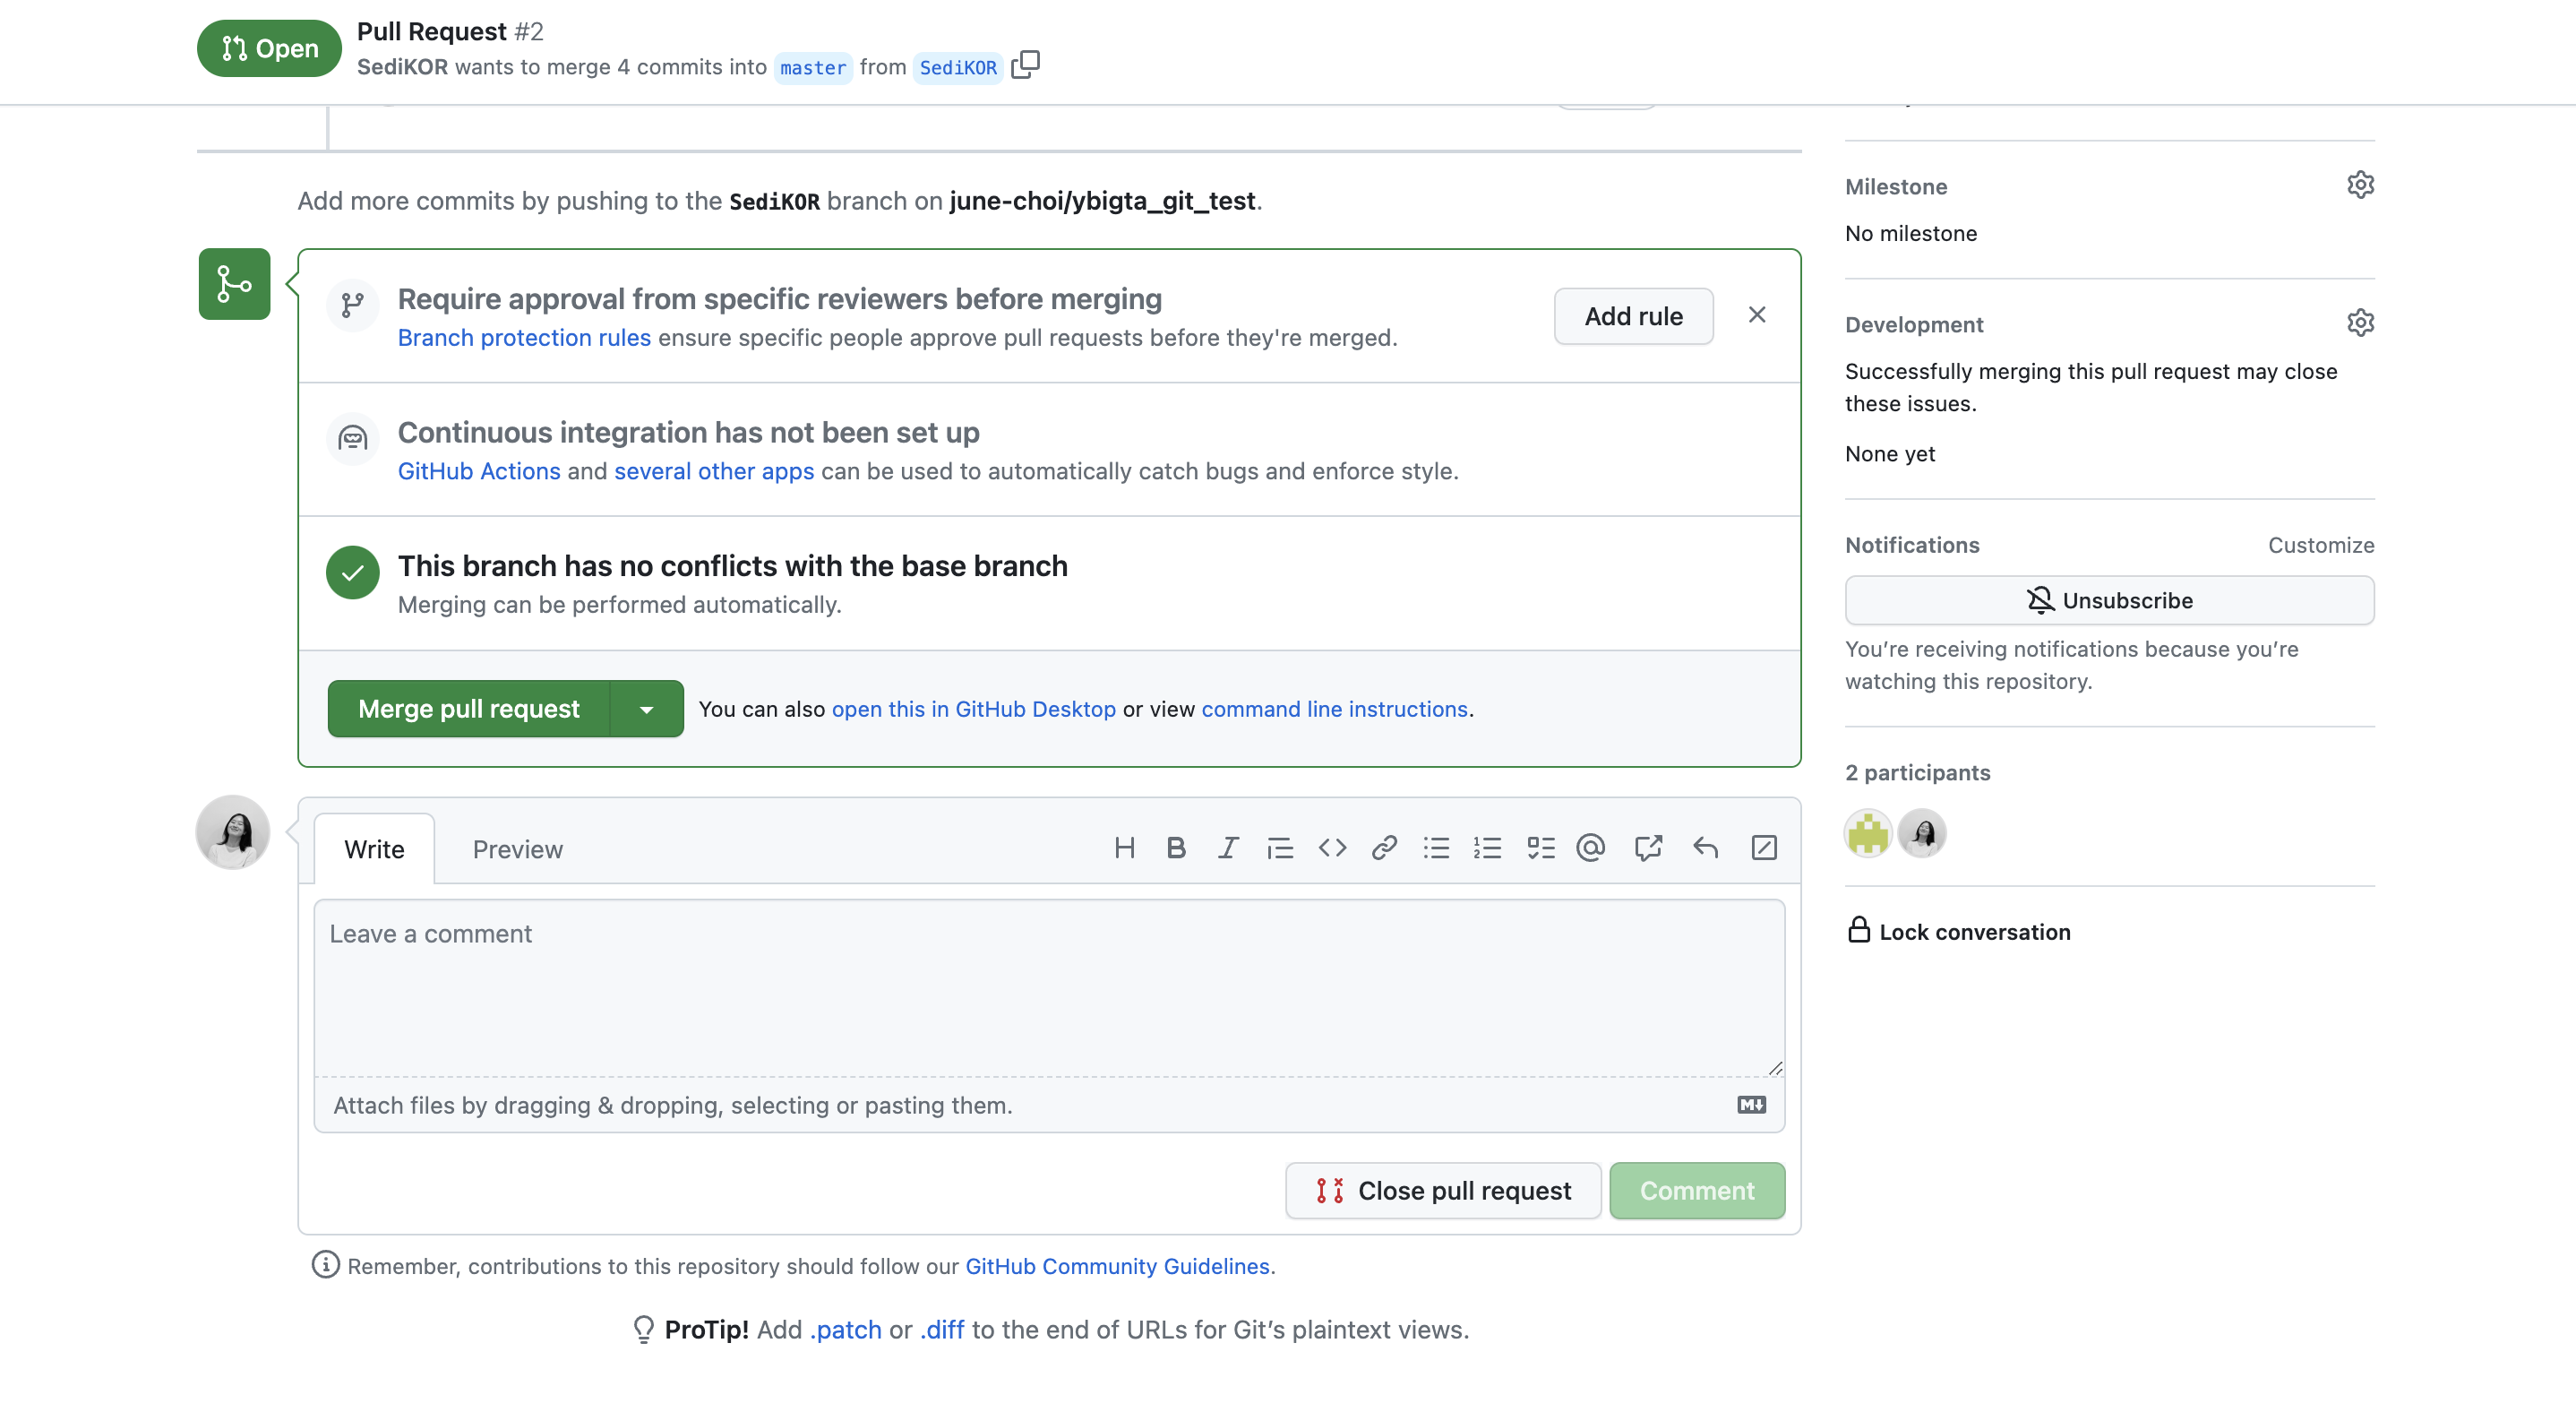 Open
Pull Request #2
SediKOR wants to merge 4 commits into master from SediKOR
Add more commits by pushing to the SediKOR branch on june-choi/ybigta_git_test.
Require approval from specific reviewers before merging
Branch protection rules ensure specific people approve pull requests before they're merged.
Add rule
Continuous integration has not been set up
GitHub Actions and several other apps can be used to automatically catch bugs and enforce style.
This branch has no conflicts with the base branch
Merging can be performed automatically.
Merge pull request
You can also open this in GitHub Desktop or view command line instructions.
Write
Preview
Leave a comment
Attach files by dragging & dropping, selecting or pasting them.
Close pull request
Comment
Remember, contributions to this repository should follow our GitHub Community Guidelines.
ProTip! Add .patch or .diff to the end of URLs for Git’s plaintext views.
Milestone
No milestone
Development
Successfully merging this pull request may close
these issues.
None yet
Notifications
Customize
Unsubscribe
You’re receiving notifications because you’re
watching this repository.
2 participants
Lock conversation